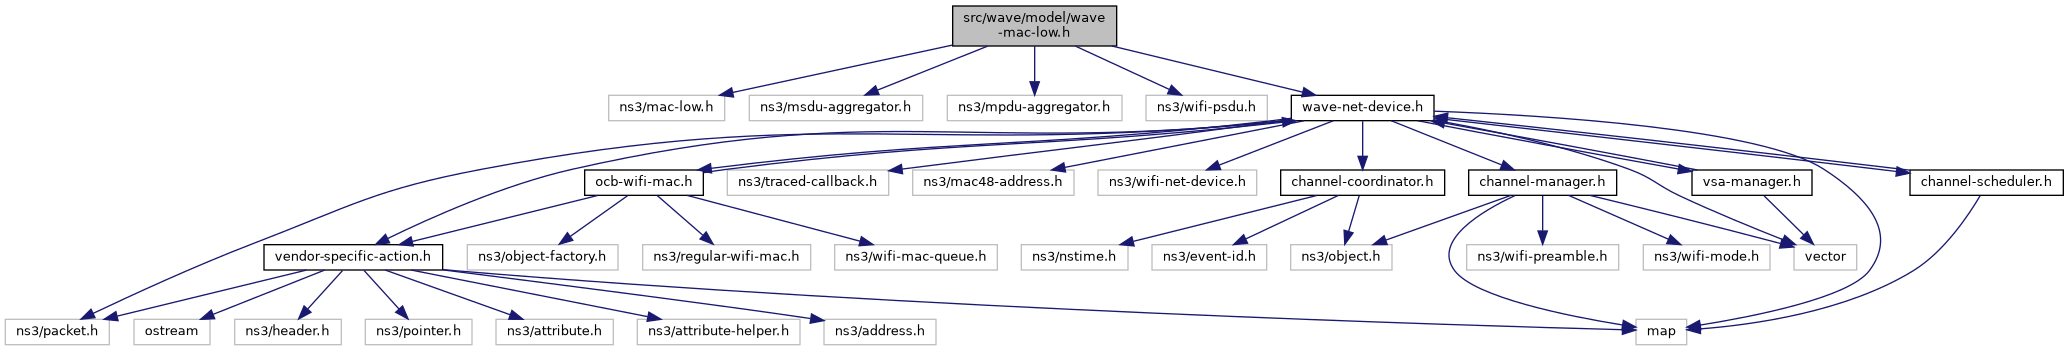 src/wave/model/wave
-mac-low.h
ns3/mac-low.h
ns3/msdu-aggregator.h
ns3/mpdu-aggregator.h
ns3/wifi-psdu.h
wave-net-device.h
ocb-wifi-mac.h
ns3/traced-callback.h
ns3/mac48-address.h
ns3/wifi-net-device.h
channel-coordinator.h
channel-manager.h
vsa-manager.h
channel-scheduler.h
vendor-specific-action.h
ns3/object-factory.h
ns3/regular-wifi-mac.h
ns3/wifi-mac-queue.h
ns3/nstime.h
ns3/event-id.h
ns3/object.h
ns3/wifi-preamble.h
ns3/wifi-mode.h
vector
ns3/packet.h
ostream
ns3/header.h
ns3/pointer.h
ns3/attribute.h
ns3/attribute-helper.h
ns3/address.h
map